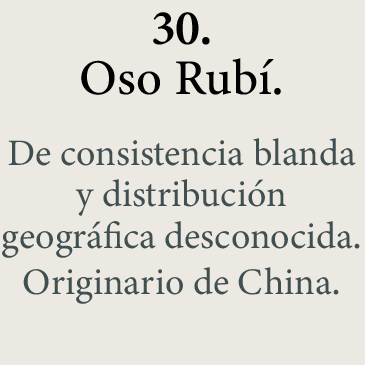 30.
Oso Rubí.
De consistencia blanda
y distribución
geográfica desconocida.
Originario de China.